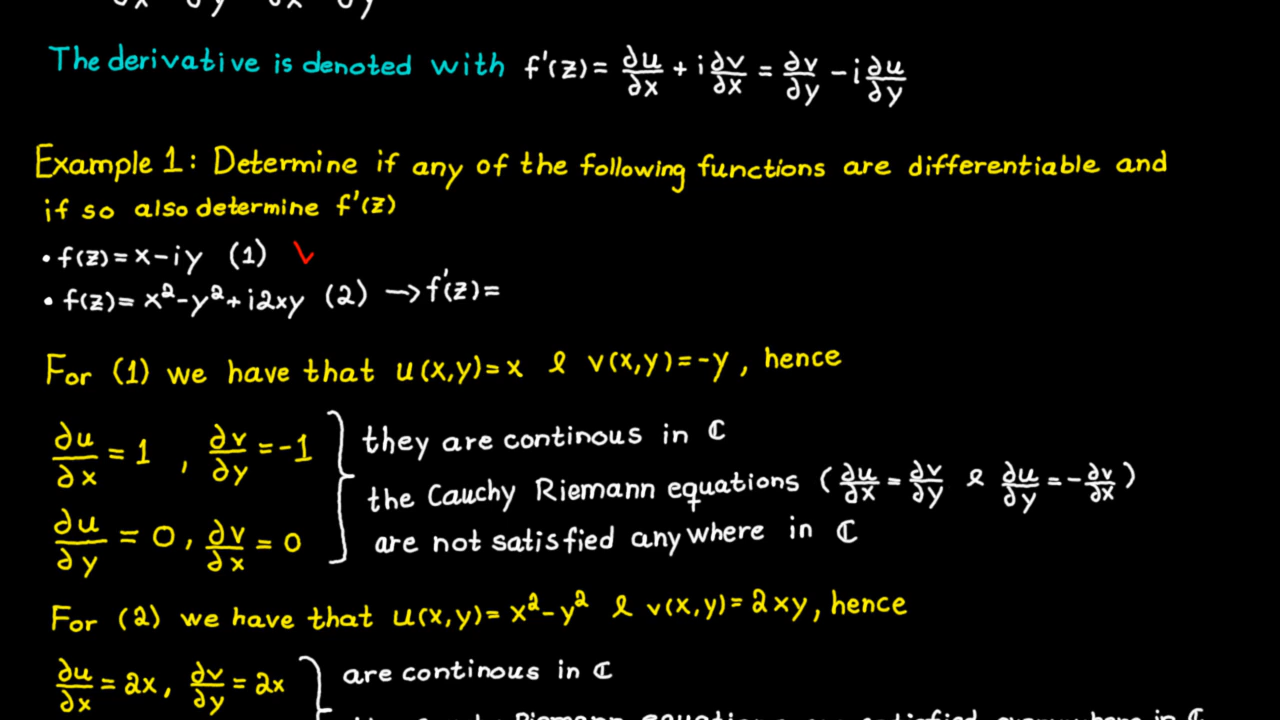 The derivative is denoted with f'(z) = ∂u/∂x + i ∂v/∂x = ∂v/∂y - i ∂u/∂y
Example 1: Determine if any of the following functions are differentiable and
if so also determine f'(z)
• f(z) = x - iy (1)
• f(z) = x² - y² + i2xy (2) → f'(z) =
For (1) we have that u(x,y) = x & v(x,y) = -y, hence
∂u/∂x = 1 , ∂v/∂y = -1
∂u/∂y = 0, ∂v/∂x = 0
they are continous in ℂ
the Cauchy Riemann equations (∂u/∂x = ∂v/∂y & ∂u/∂y = -∂v/∂x)
are not satisfied anywhere in ℂ
For (2) we have that u(x,y) = x² - y² & v(x,y) = 2xy, hence
∂u/∂x = 2x, ∂v/∂y = 2x
are continous in ℂ